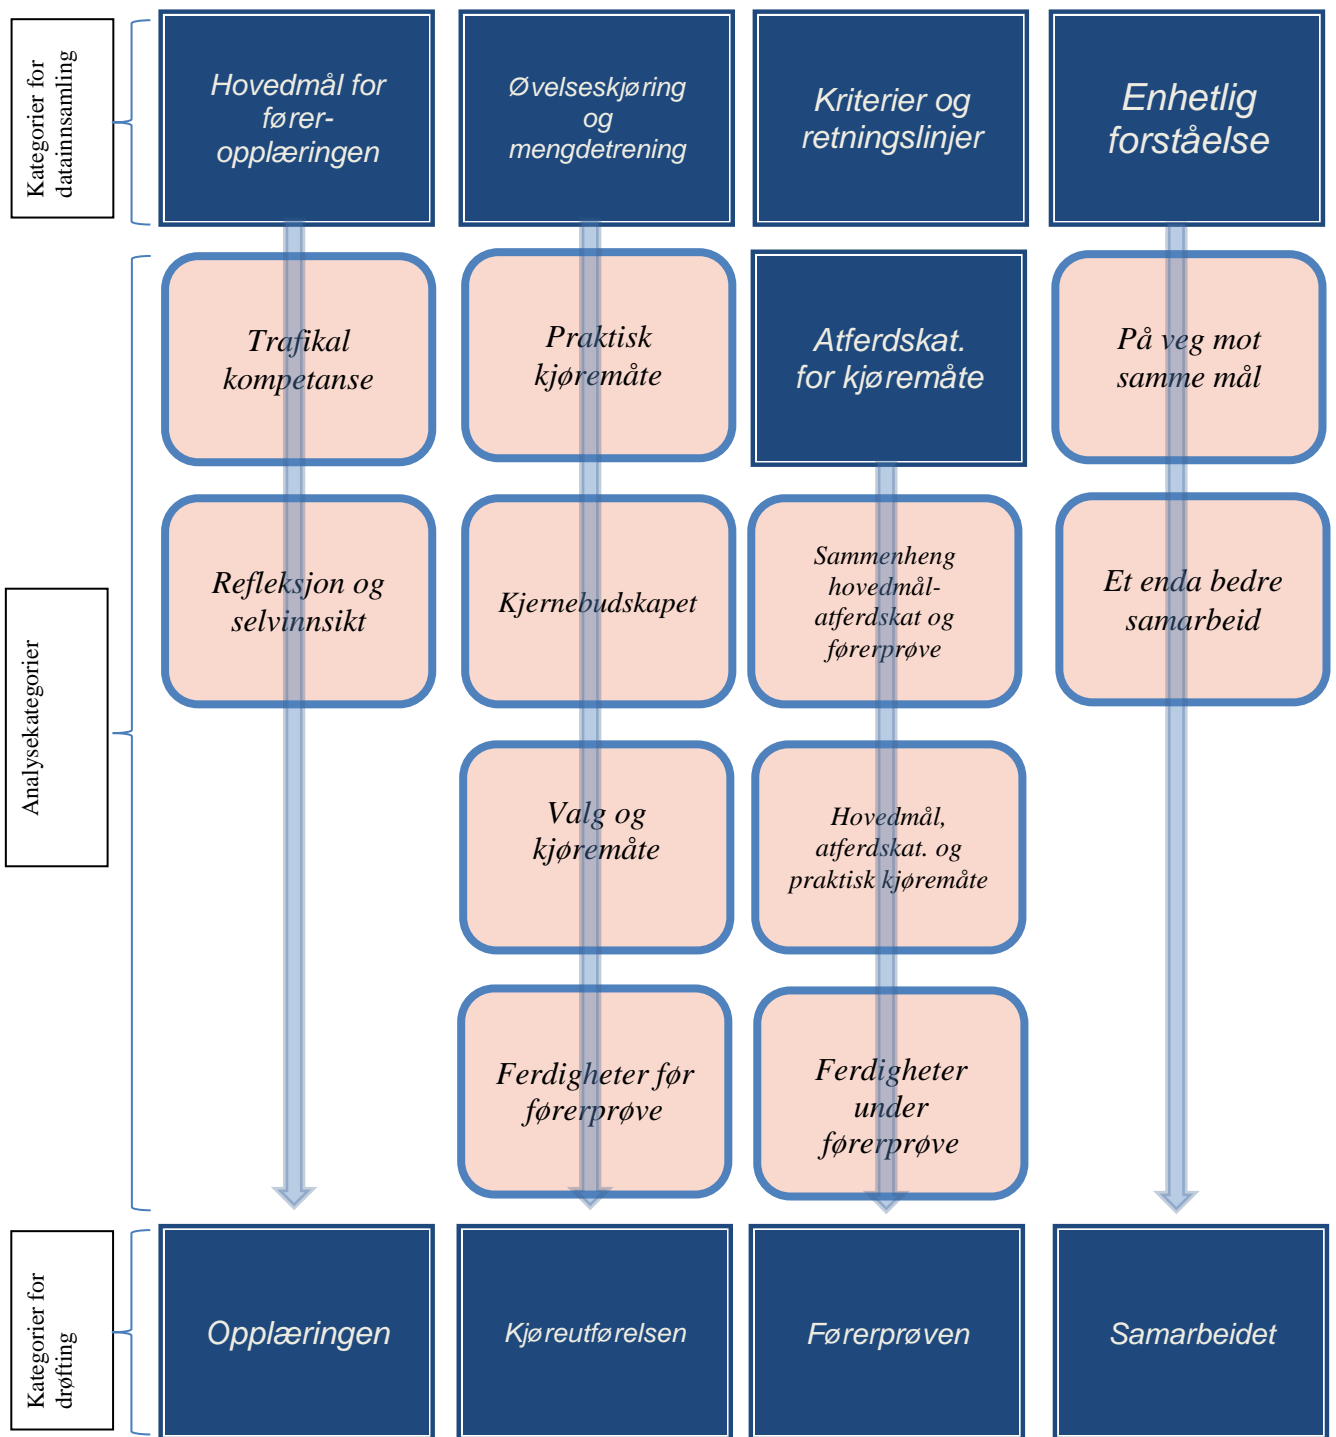 Kategorier for
datainnsamling
Hovedmål for
fører-
opplæringen
Øvelseskjøring
og
mengdetrening
Kriterier og
retningslinjer
Enhetlig
forståelse
Analysekategorier
Trafikal
kompetanse
Praktisk
kjøremåte
Atferdskat.
for kjøremåte
På veg mot
samme mål
Refleksjon og
selvinnsikt
Kjernebudskapet
Sammenheng
hovedmål-
atferdskat og
førerprøve
Et enda bedre
samarbeid
Valg og
kjøremåte
Hovedmål,
atferdskat. og
praktisk kjøremåte
Ferdigheter før
førerprøve
Ferdigheter
under
førerprøve
Kategorier for
drøfting
Opplæringen
Kjøreutførelsen
Førerprøven
Samarbeidet